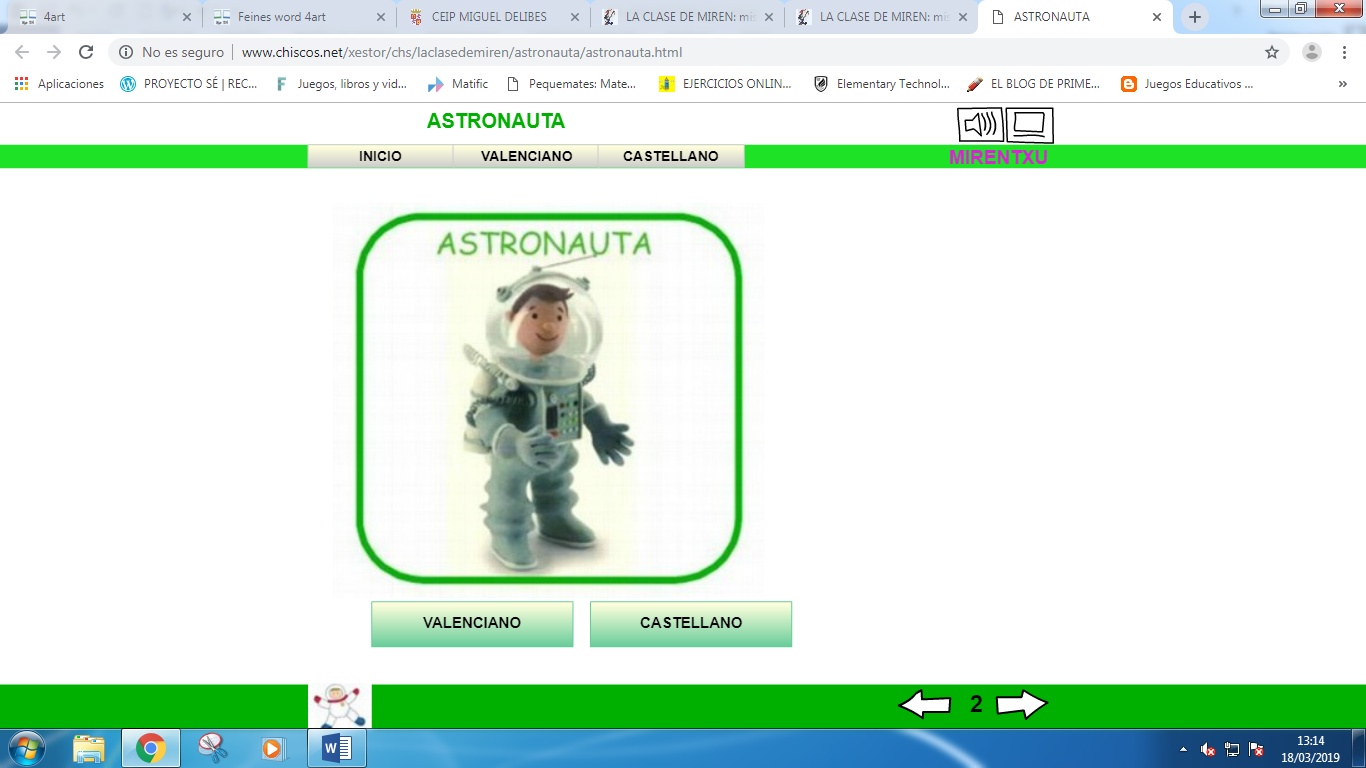 4art
Feines word 4art
CEIP MIGUEL DELIBES
LA CLASE DE MIREN: mi
LA CLASE DE MIREN: mi
ASTRONAUTA
No es seguro
www.chiscos.net/xestor/chs/laclasedemiren/astronauta/astronauta.html
Aplicaciones
PROYECTO SÉ | REC...
Juegos, libros y vid...
Matific
Pequemates: Mate...
EJERCICIOS ONLIN...
Elementary Technol...
EL BLOG DE PRIME...
Juegos Educativos ...
»
ASTRONAUTA
INICIO
VALENCIANO
CASTELLANO
MIRENTXU
ASTRONAUTA
VALENCIANO
CASTELLANO
2
13:14
18/03/2019